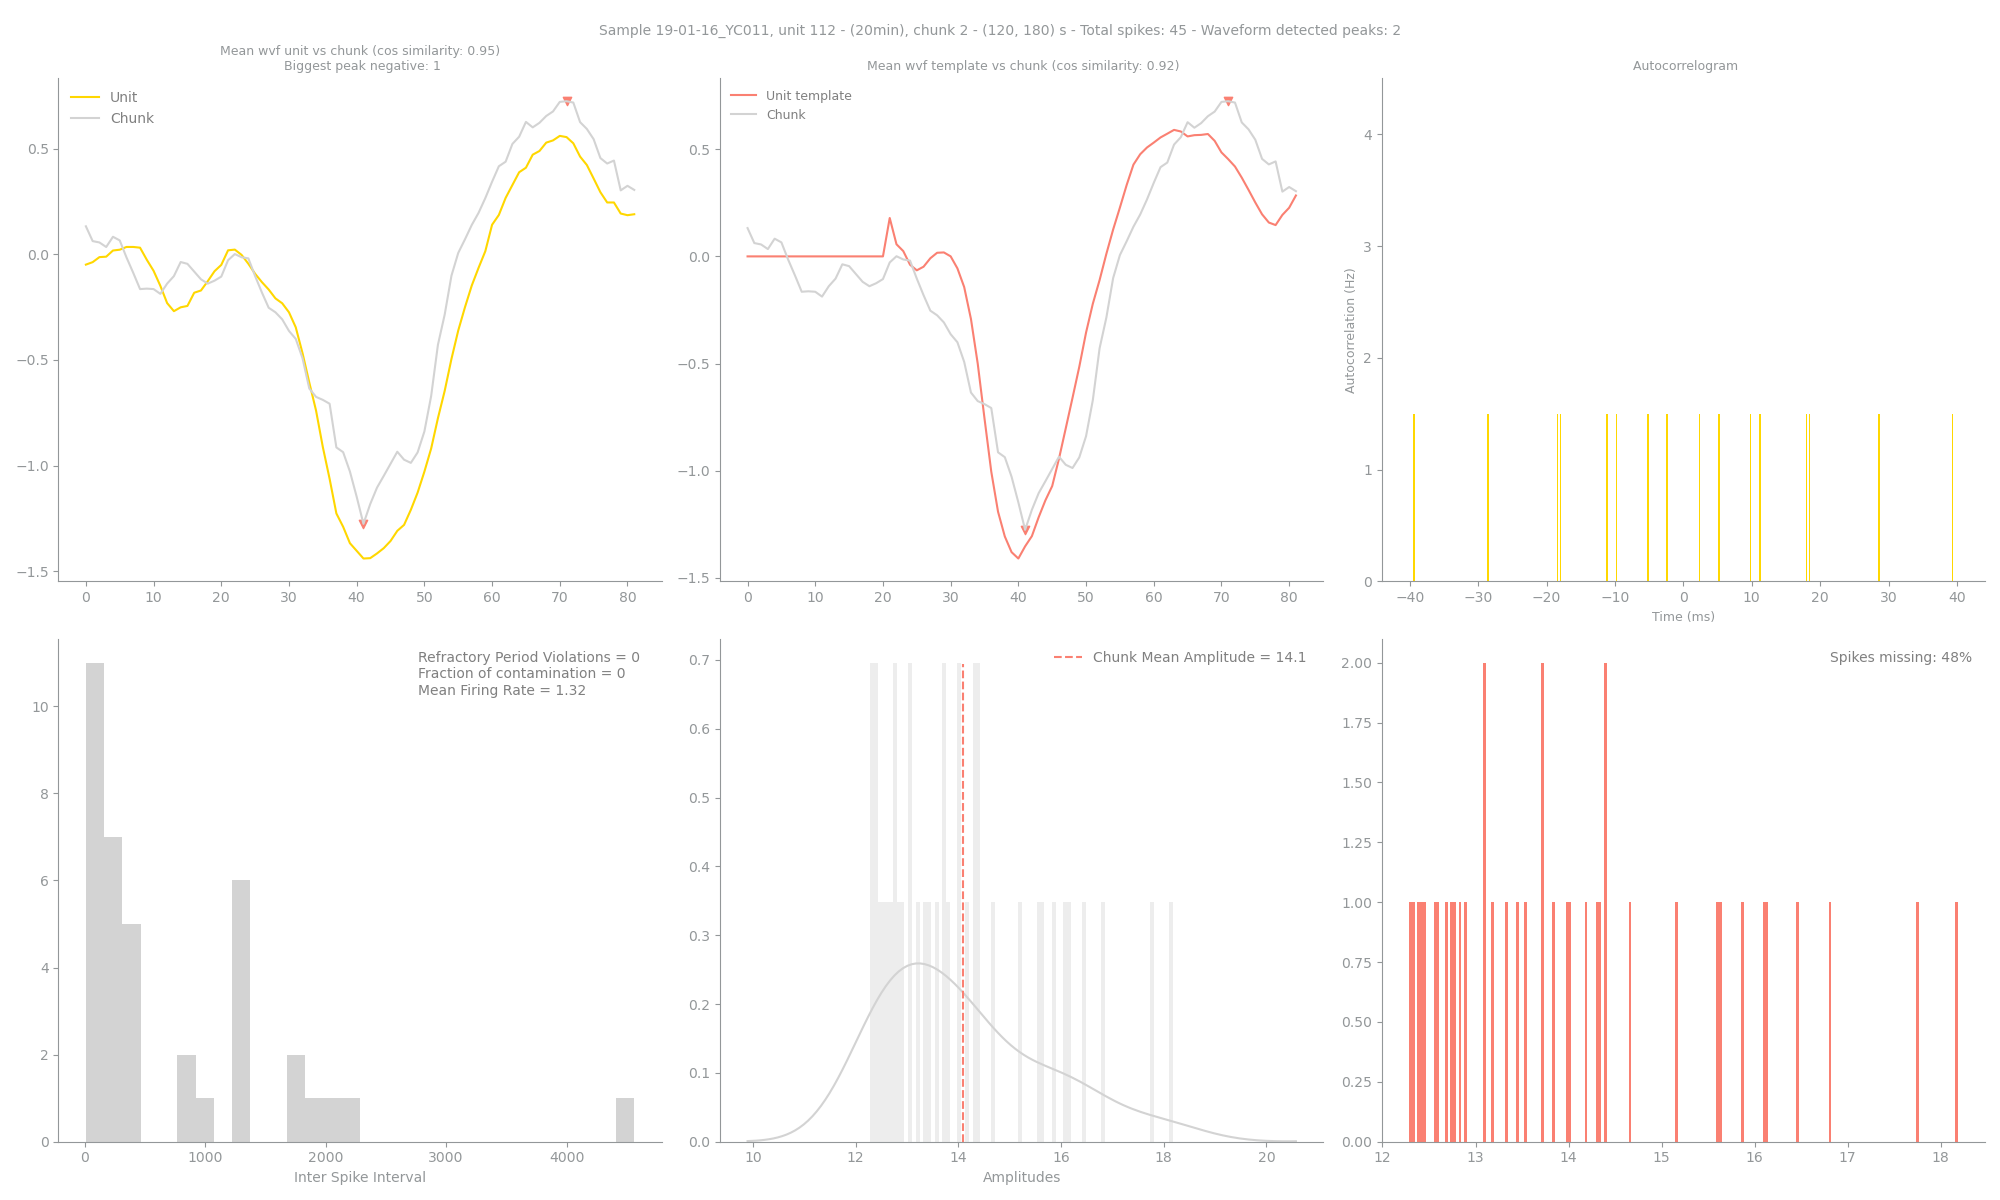 Sample 19-01-16_YC011, unit 112 - (20min), chunk 2 - (120, 180) s - Total spikes: 45 - Waveform detected peaks: 2
Mean wvf unit vs chunk (cos similarity: 0.95)
Biggest peak negative: 1
Unit
Chunk
0.5
0.0
−0.5
−1.0
−1.5
0 10 20 30 40 50 60 70 80
Mean wvf template vs chunk (cos similarity: 0.92)
Unit template
Chunk
0.5
0.0
−0.5
−1.0
−1.5
0 10 20 30 40 50 60 70 80
Autocorrelogram
Autocorrelation (Hz)
4
3
2
1
0
−40 −30 −20 −10 0 10 20 30 40
Time (ms)
Refractory Period Violations = 0
Fraction of contamination = 0
Mean Firing Rate = 1.32
10
8
6
4
2
0
0 1000 2000 3000 4000
Inter Spike Interval
Chunk Mean Amplitude = 14.1
0.7
0.6
0.5
0.4
0.3
0.2
0.1
0.0
10 12 14 16 18 20
Amplitudes
Spikes missing: 48%
2.00
1.75
1.50
1.25
1.00
0.75
0.50
0.25
0.00
12 13 14 15 16 17 18